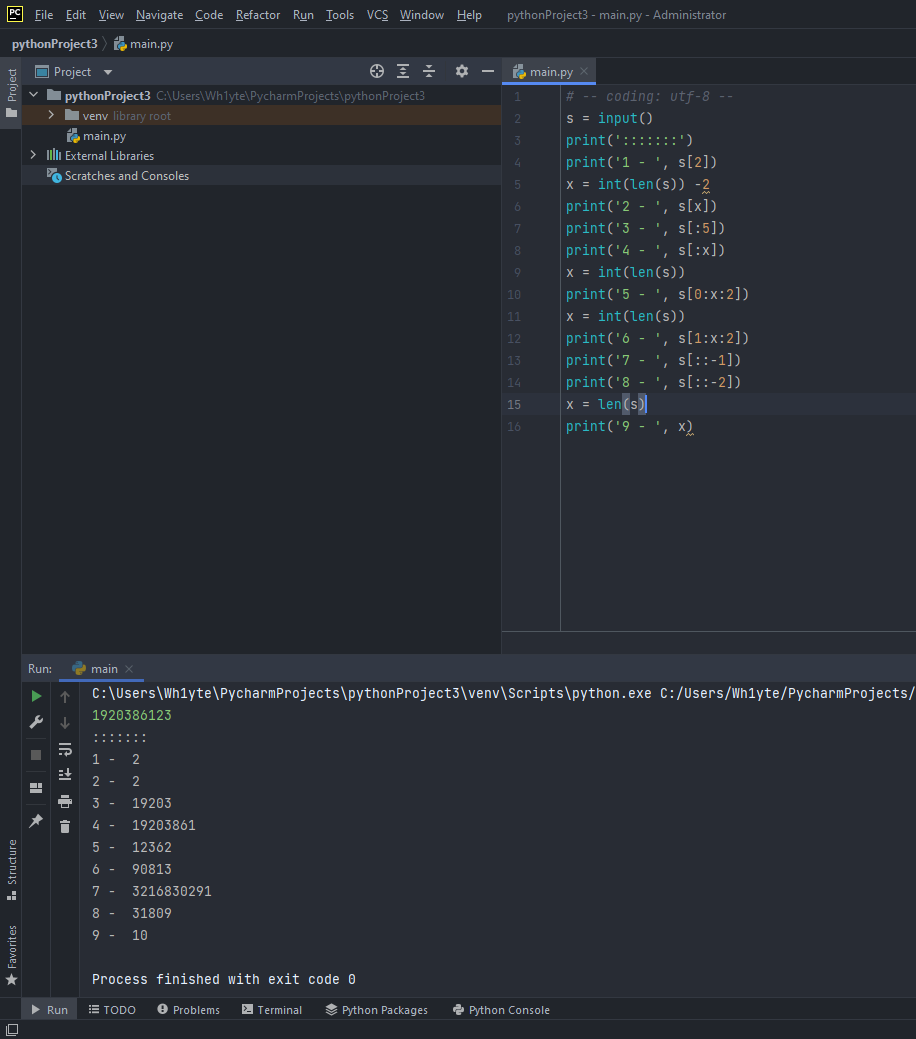 PC File Edit View Navigate Code Refactor Run Tools VCS Window Help pythonProject3 - main.py - Administrator
pythonProject3 main.py
Project
Project
pythonProject3 C:\Users\Wh1yte\PycharmProjects\pythonProject3
venv library root
main.py
External Libraries
Scratches and Consoles
main.py
1 # -- coding: utf-8 --
2 s = input()
3 print(':::::::')
4 print('1 - ', s[2])
5 x = int(len(s)) -2
6 print('2 - ', s[x])
7 print('3 - ', s[:5])
8 print('4 - ', s[:x])
9 x = int(len(s))
10 print('5 - ', s[0:x:2])
11 x = int(len(s))
12 print('6 - ', s[1:x:2])
13 print('7 - ', s[::-1])
14 print('8 - ', s[::-2])
15 x = len(s)
16 print('9 - ', x)
Run: main
C:\Users\Wh1yte\PycharmProjects\pythonProject3\venv\Scripts\python.exe C:/Users/Wh1yte/PycharmProjects/
1920386123
:::::::
1 -  2
2 -  2
3 -  19203
4 -  19203861
5 -  12362
6 -  90813
7 -  3216830291
8 -  31809
9 -  10
Process finished with exit code 0
Structure
Favorites
Run TODO Problems Terminal Python Packages Python Console